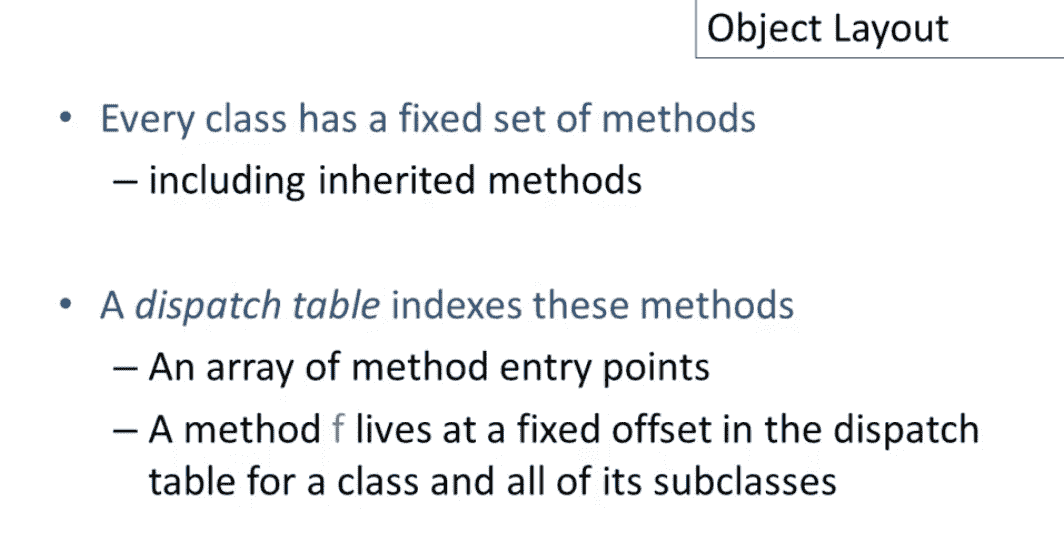 Object Layout
• Every class has a fixed set of methods
– including inherited methods
• A dispatch table indexes these methods
– An array of method entry points
– A method f lives at a fixed offset in the dispatch
table for a class and all of its subclasses